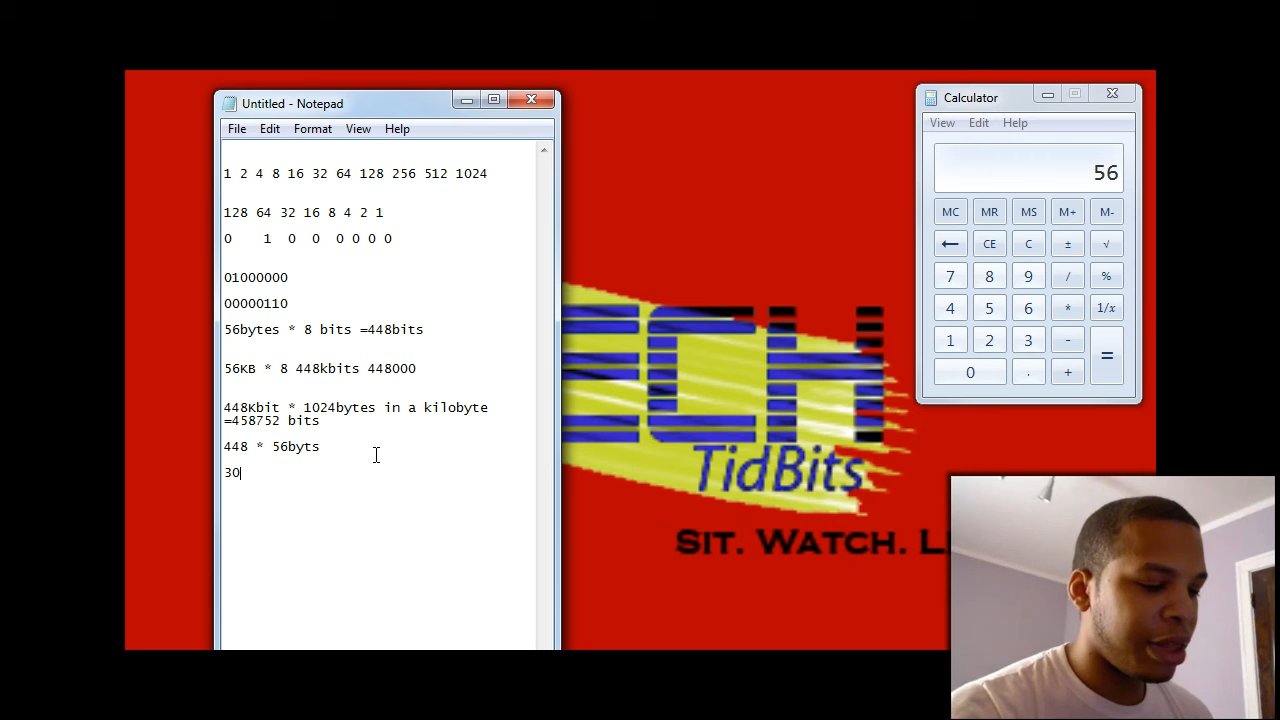 Untitled - Notepad
File Edit Format View Help
1 2 4 8 16 32 64 128 256 512 1024
128 64 32 16 8 4 2 1
0 1 0 0 0 0 0 0
01000000
00000110
56bytes * 8 bits =448bits
56KB * 8 448kbits 448000
448Kbit * 1024bytes in a kilobyte
=458752 bits
448 * 56byts
30
Calculator
View Edit Help
56
MC MR MS M+ M-
← CE C ± √
7 8 9 / %
4 5 6 * 1/x
1 2 3 - =
0 . +
ECH
TidBits
SIT. WATCH. L